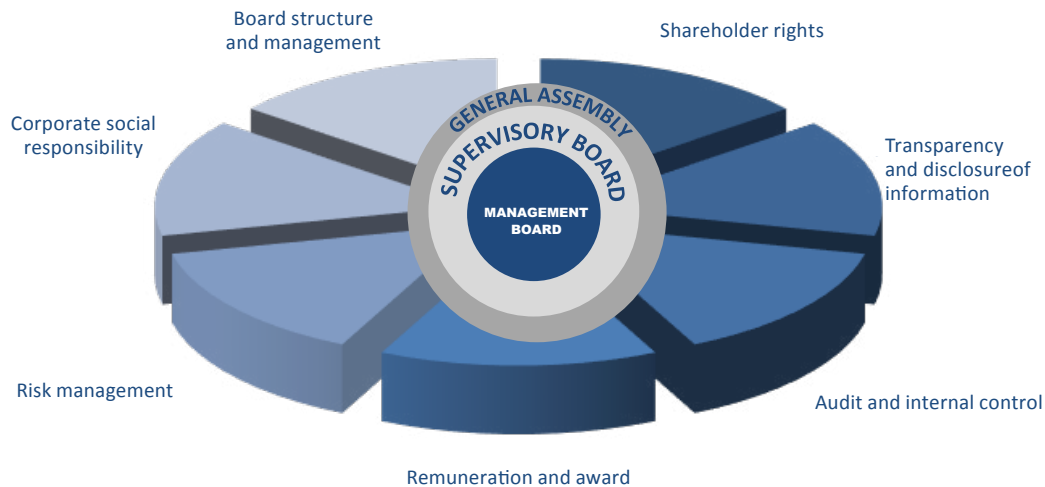 Board structure
and management
Shareholder rights
GENERAL ASSEMBLY
SUPERVISORY BOARD
MANAGEMENT
BOARD
Corporate social
responsibility
Transparency
and disclosureof
information
Risk management
Audit and internal control
Remuneration and award